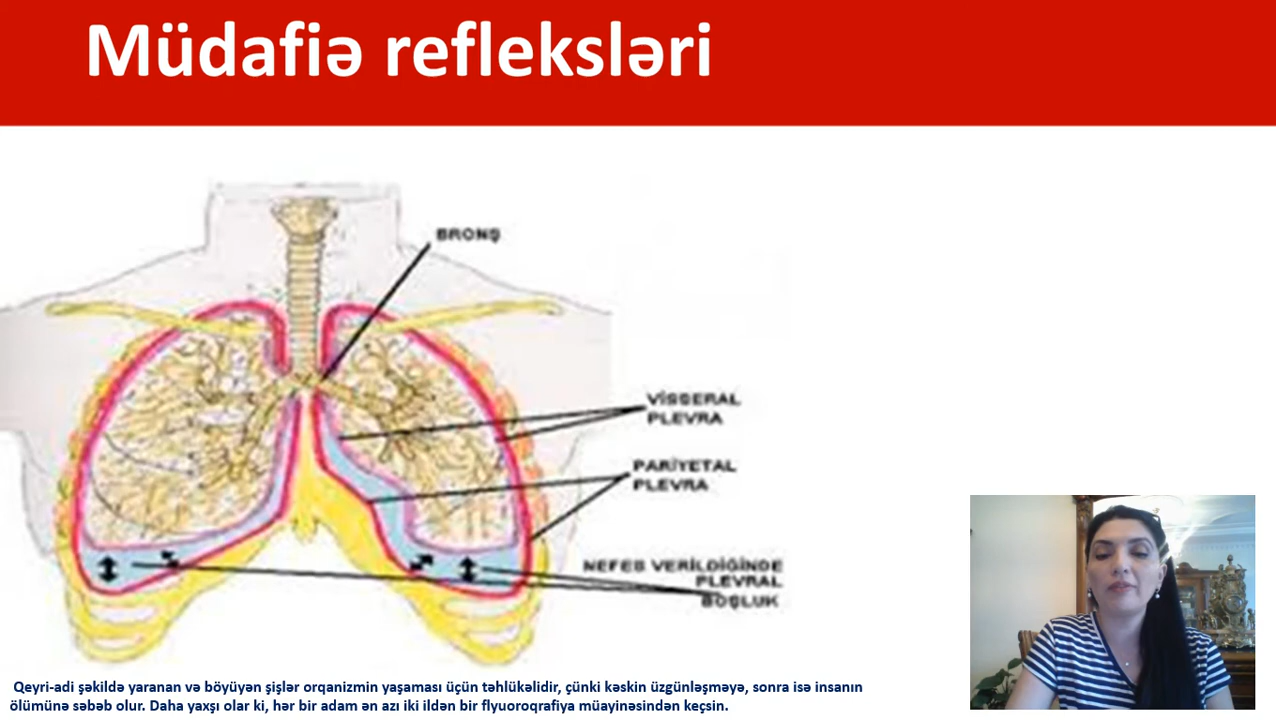 Müdafiə refleksləri
BRONŞ
VİSSERAL
PLEVRA
PARİYETAL
PLEVRA
NEFES VERİLDİĞİNDE
PLEVRAL
BOŞLUK
Qeyri-adi şəkildə yaranan və böyüyən şişlər orqanizmin yaşaması üçün təhlükəlidir, çünki kəskin üzgünləşməyə, sonra isə insanın
ölümünə səbəb olur. Daha yaxşı olar ki, hər bir adam ən azı iki ildən bir flyuoroqrafiya müayinəsindən keçsin.